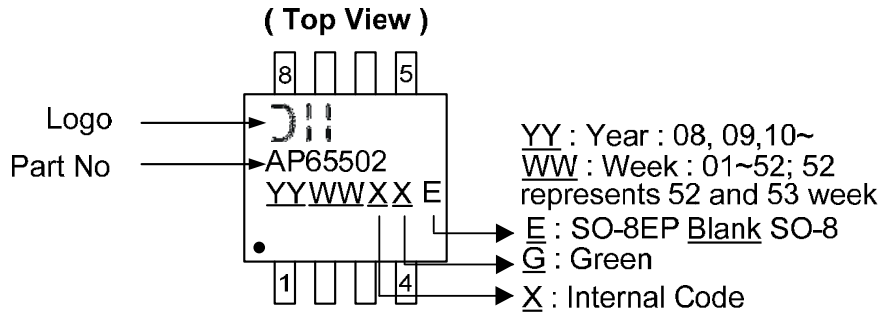 ( Top View )
8 5
Logo
Part No
AP65502
YYWWXXE
1 4
YY : Year : 08, 09,10~
WW : Week : 01~52; 52
represents 52 and 53 week
E : SO-8EP Blank SO-8
G : Green
X : Internal Code